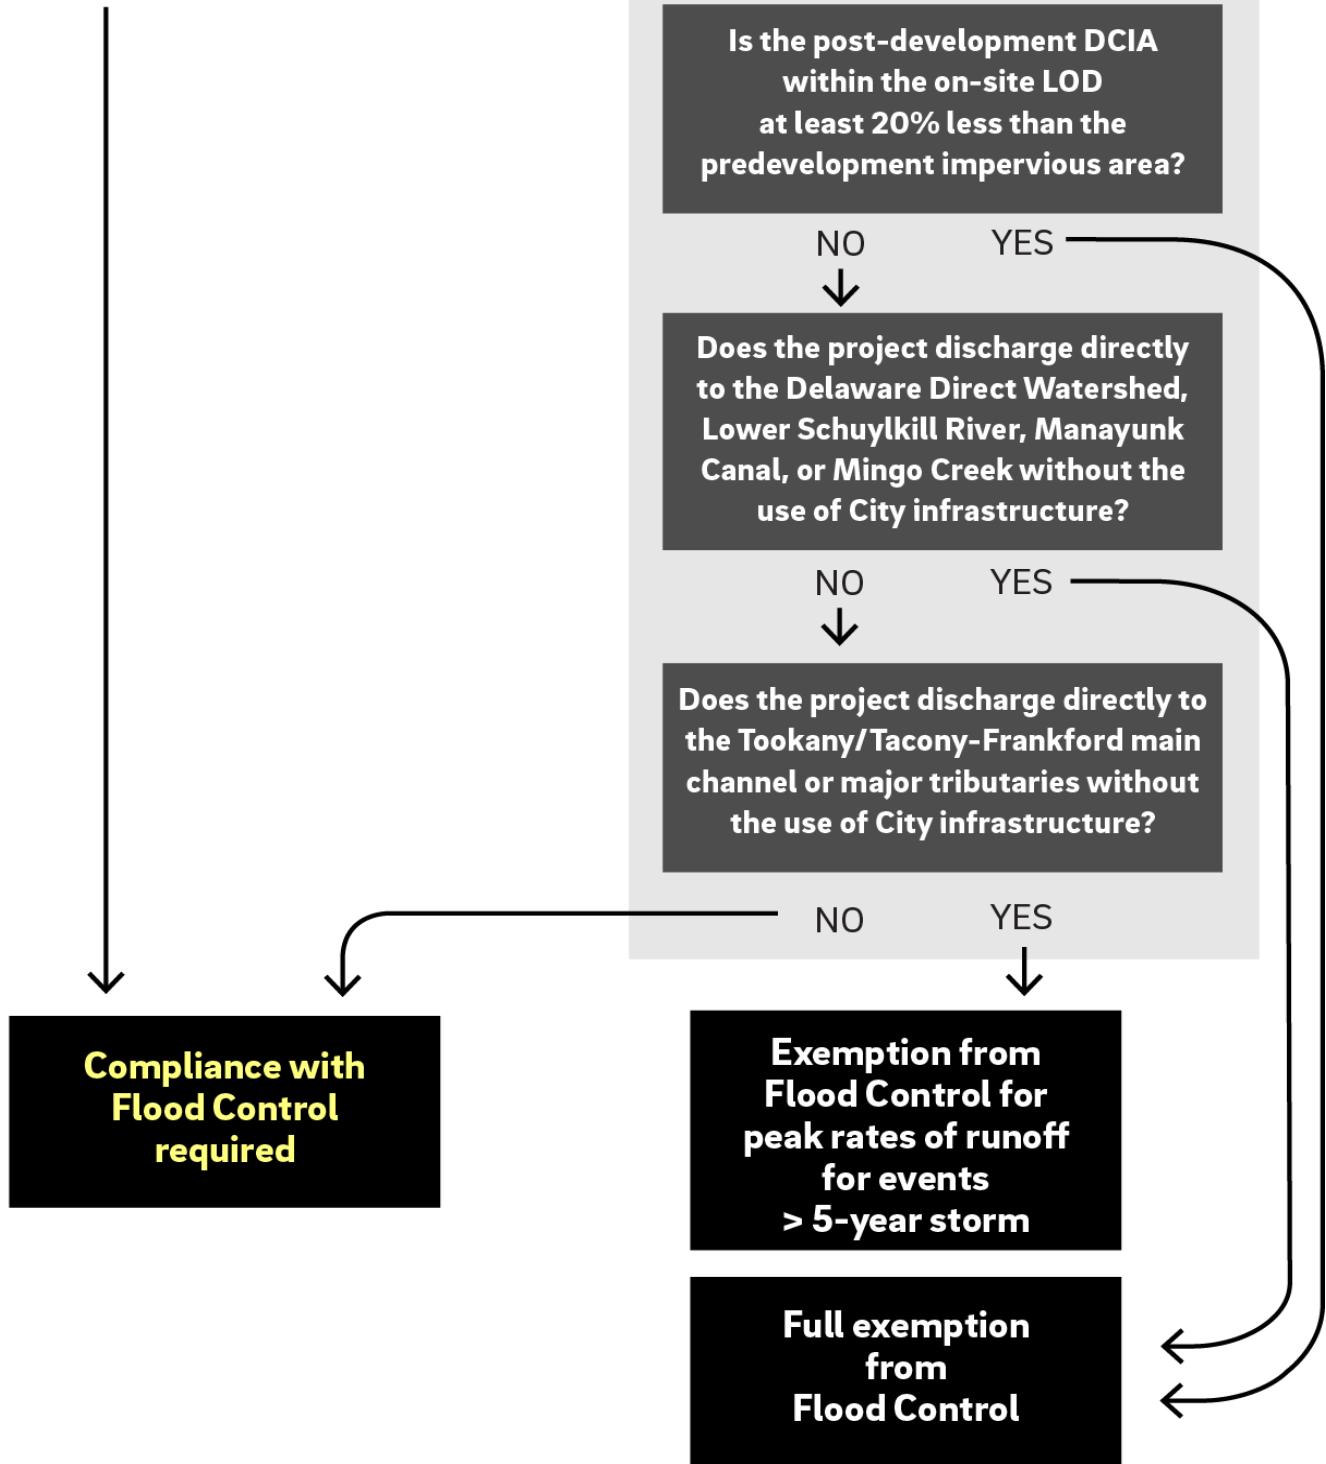 Is the post-development DCIA
within the on-site LOD
at least 20% less than the
predevelopment impervious area?
NO YES
Does the project discharge directly
to the Delaware Direct Watershed,
Lower Schuylkill River, Manayunk
Canal, or Mingo Creek without the
use of City infrastructure?
NO YES
Does the project discharge directly to
the Tookany/Tacony-Frankford main
channel or major tributaries without
the use of City infrastructure?
NO YES
Compliance with
Flood Control
required
Exemption from
Flood Control for
peak rates of runoff
for events
> 5-year storm
Full exemption
from
Flood Control